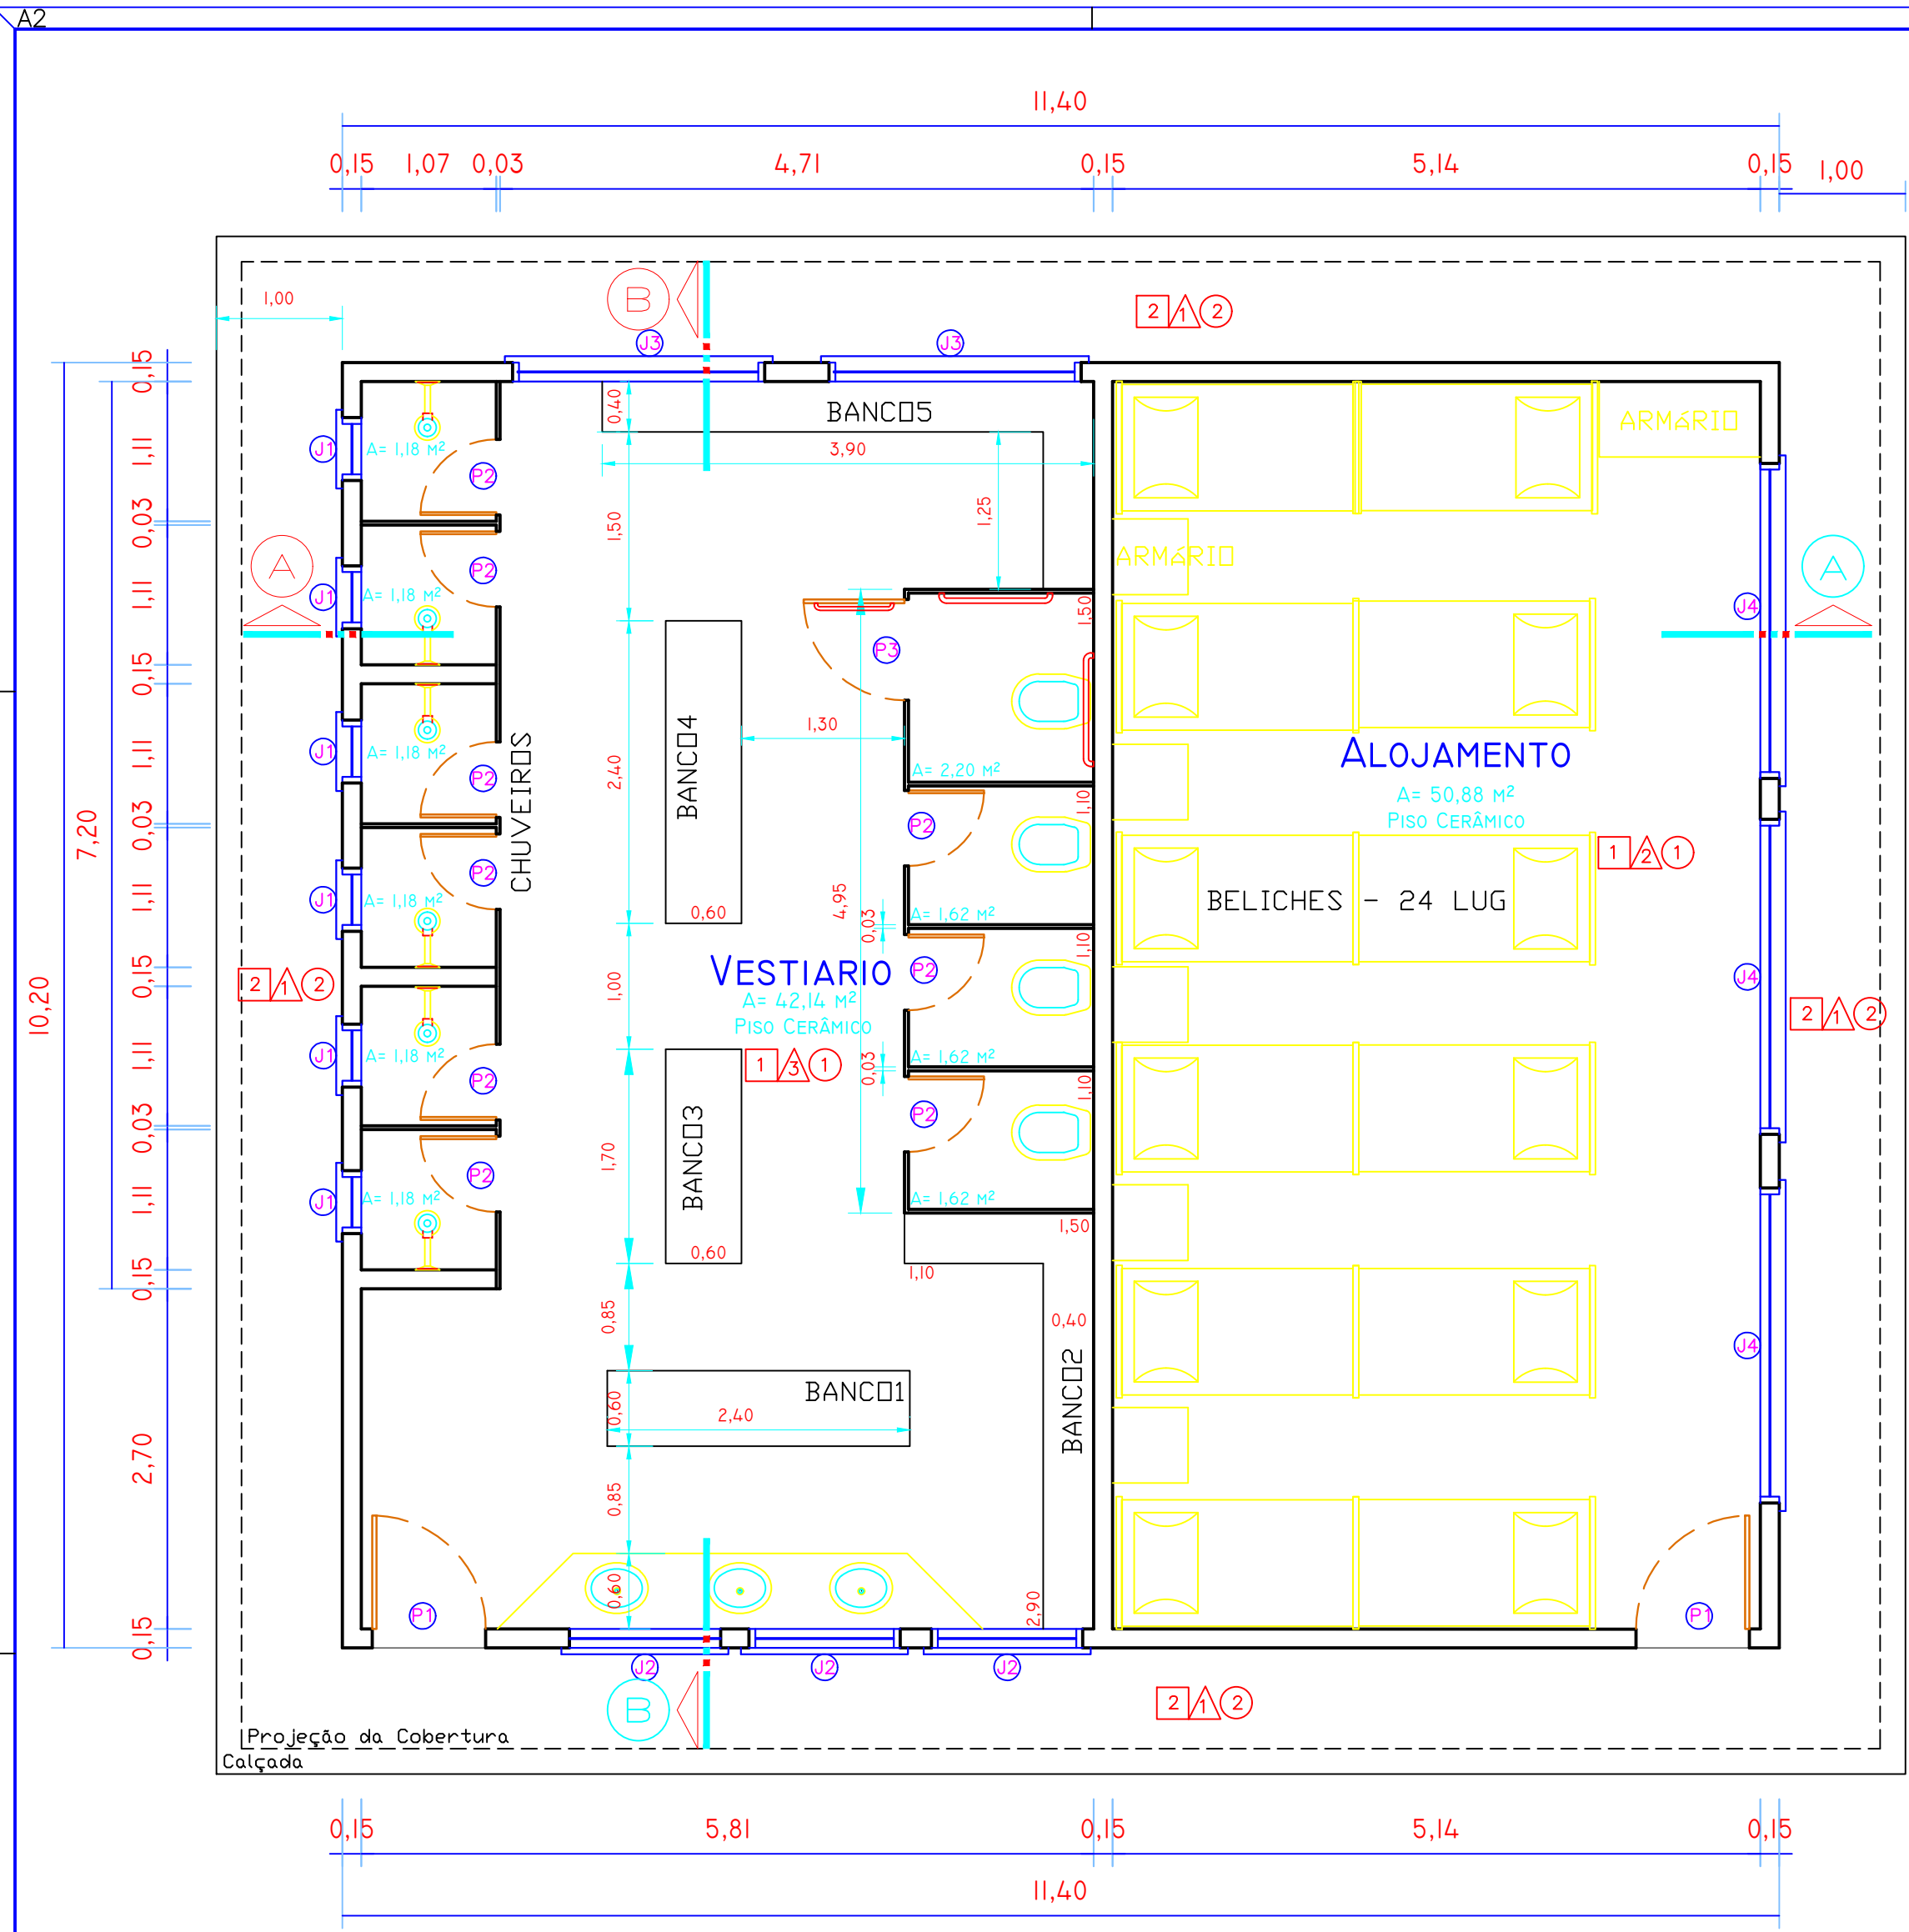 A2
11,40
0,15 1,07 0,03 4,71 0,15 5,14 0,15 1,00
1,00
B
2 1 2
J3 J3
0,15
0,40
BANCO5
ARMáRIO
3,90
J1
A= 1,18 M²
P2
1,11
1,25
1,50
0,03
A
P2
ARMáRIO
A
J1
A= 1,18 M²
1,11
1,50
J4
P3
0,15
1,30
BANCO4
CHUVEIROS
J1
A= 1,18 M²
P2
1,11
2,40
A= 2,20 M²
ALOJAMENTO
A= 50,88 M²
PISO CERÂMICO
7,20
0,03
1,10
P2
1 2 1
J1
A= 1,18 M²
P2
1,11
4,95
BELICHES - 24 LUG
0,60
A= 1,62 M²
0,03
1,10
VESTIARIO
A= 42,14 M²
PISO CERÂMICO
P2
J4
2 1 2
0,15
10,20
1,00
2 1 2
J1
A= 1,18 M²
P2
1,11
1 3 1
A= 1,62 M²
0,03
1,10
P2
0,03
BANCO3
1,70
P2
J1
A= 1,18 M²
1,11
A= 1,62 M²
1,50
0,60
1,10
0,15
0,85
0,40
J4
BANCO1
BANCO2
0,60
2,40
2,70
0,85
0,60
2,90
P1
P1
0,15
J2 J2 J2
B
2 1 2
Projeção da Cobertura
Calçada
0,15 5,81 0,15 5,14 0,15
11,40